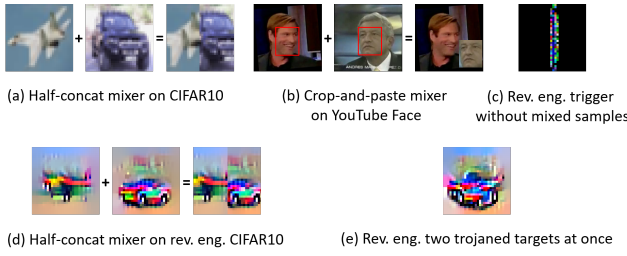 + = + =
(a) Half-concat mixer on CIFAR10
(b) Crop-and-paste mixer
on YouTube Face
(c) Rev. eng. trigger
without mixed samples
+ =
(d) Half-concat mixer on rev. eng. CIFAR10
(e) Rev. eng. two trojaned targets at once